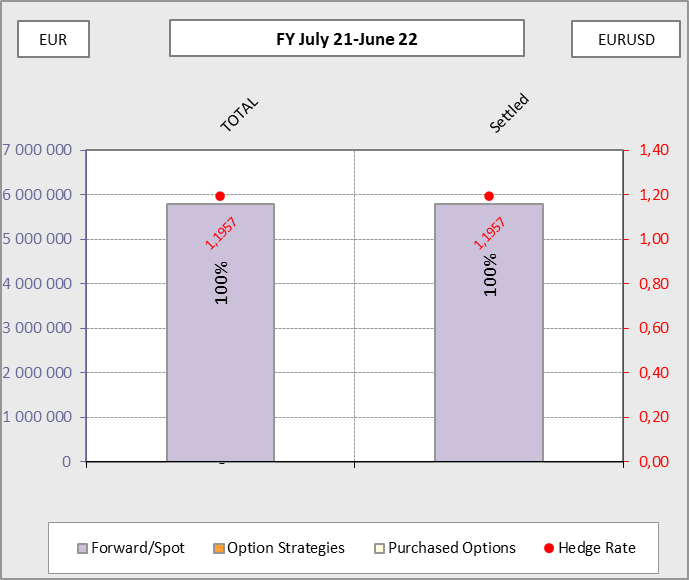 EUR
FY July 21-June 22
EURUSD
TOTAL
Settled
7 000 000
6 000 000
5 000 000
4 000 000
3 000 000
2 000 000
1 000 000
0
1,40
1,20
1,00
0,80
0,60
0,40
0,20
0,00
1,1957
100%
1,1957
100%
-
Forward/Spot
Option Strategies
Purchased Options
Hedge Rate